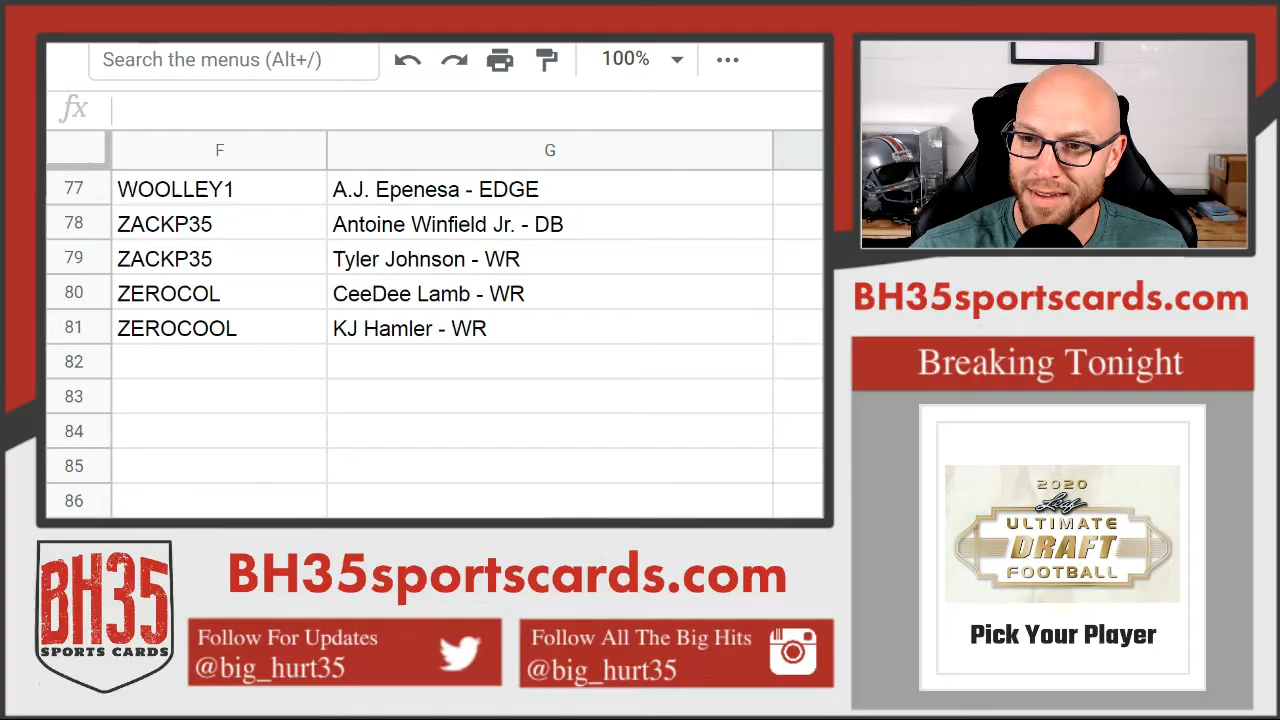 Search the menus (Alt+/)
100%
fx
F G
77 WOOLLEY1 A.J. Epenesa - EDGE
78 ZACKP35 Antoine Winfield Jr. - DB
79 ZACKP35 Tyler Johnson - WR
80 ZEROCOL CeeDee Lamb - WR
81 ZEROCOOL KJ Hamler - WR
82
83
84
85
86
BH35sportscards.com
Breaking Tonight
2020
Leaf
ULTIMATE
DRAFT
FOOTBALL
Pick Your Player
BH35
SPORTS CARDS
BH35sportscards.com
Follow For Updates
@big_hurt35
Follow All The Big Hits
@big_hurt35